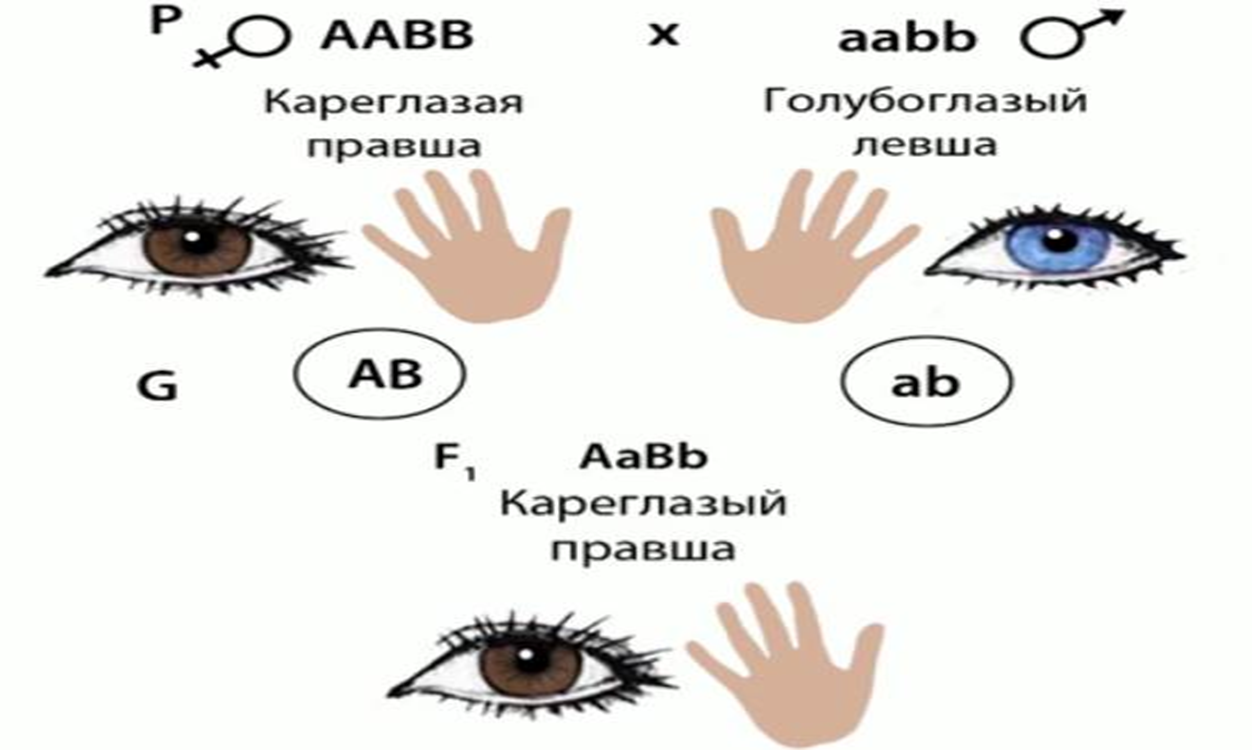 P ♀ AABB x aabb ♂
Кареглазая Голубоглазый
правша левша
G AB ab
F₁ AaBb
Кареглазый
правша